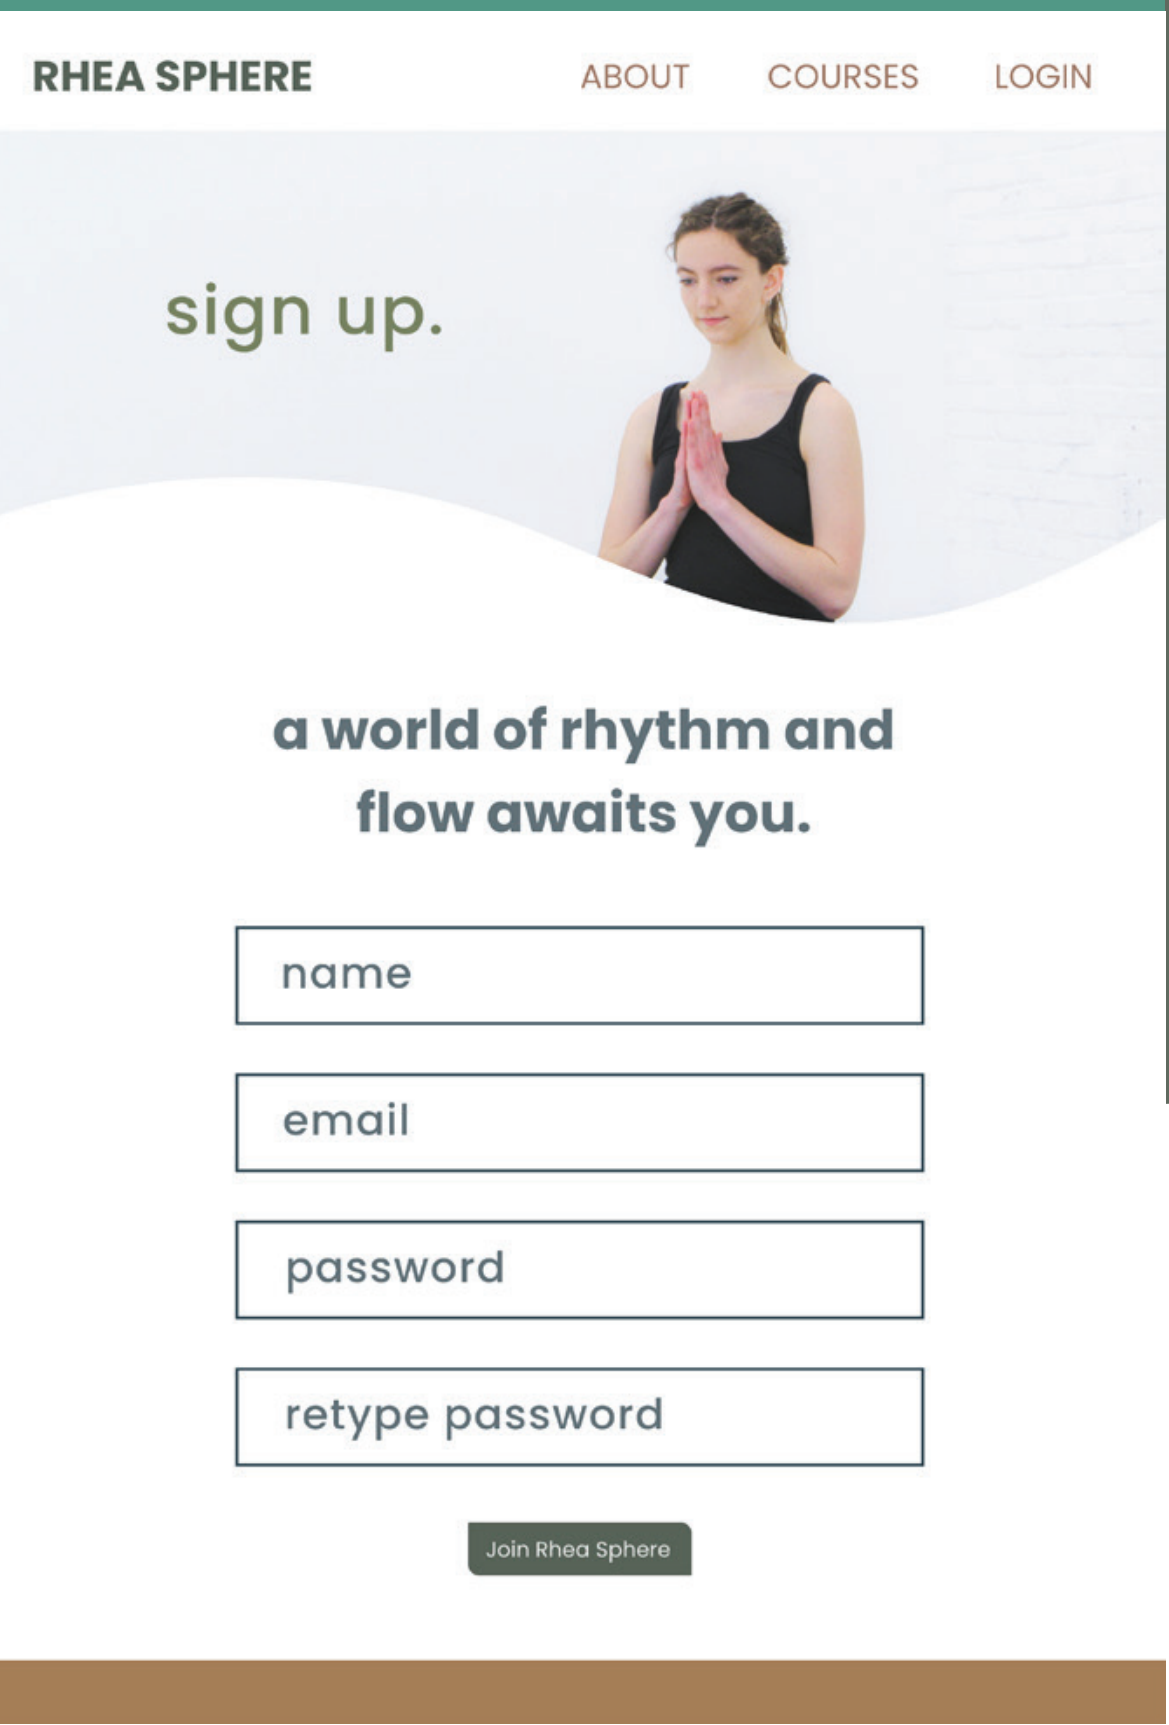 RHEA SPHERE
ABOUT COURSES LOGIN
sign up.
a world of rhythm and
flow awaits you.
name
email
password
retype password
Join Rhea Sphere